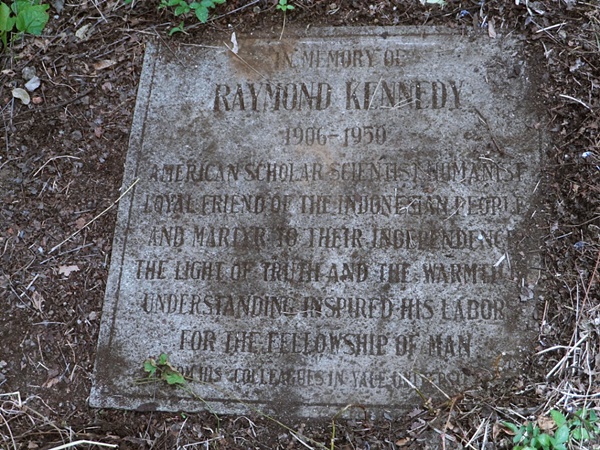 IN MEMORY OF
RAYMOND KENNEDY
1906-1950
AMERICAN SCHOLAR SCIENTIST HUMANIST
LOYAL FRIEND OF THE INDONESIAN PEOPLE
AND MARTYR TO THEIR INDEPENDENCE
THE LIGHT OF TRUTH AND THE WARMTH OF
UNDERSTANDING INSPIRED HIS LABORS
FOR THE FELLOWSHIP OF MAN
HIS COLLEAGUES IN YALE UNIVERSITY